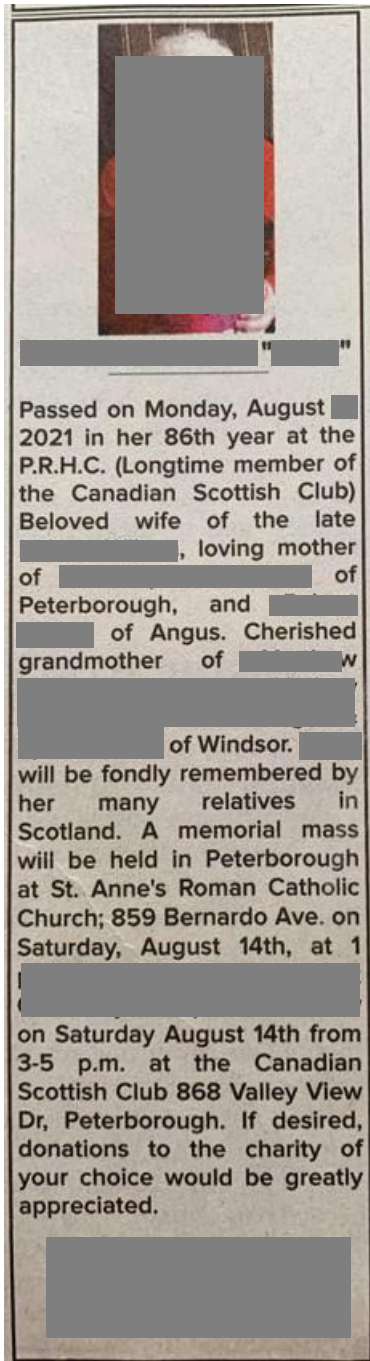 " "
Passed on Monday, August
2021 in her 86th year at the
P.R.H.C. (Longtime member of
the Canadian Scottish Club)
Beloved wife of the late
, loving mother
of of
Peterborough, and
of Angus. Cherished
grandmother of w
of Windsor.
will be fondly remembered by
her many relatives in
Scotland. A memorial mass
will be held in Peterborough
at St. Anne's Roman Catholic
Church; 859 Bernardo Ave. on
Saturday, August 14th, at 1
on Saturday August 14th from
3-5 p.m. at the Canadian
Scottish Club 868 Valley View
Dr, Peterborough. If desired,
donations to the charity of
your choice would be greatly
appreciated.